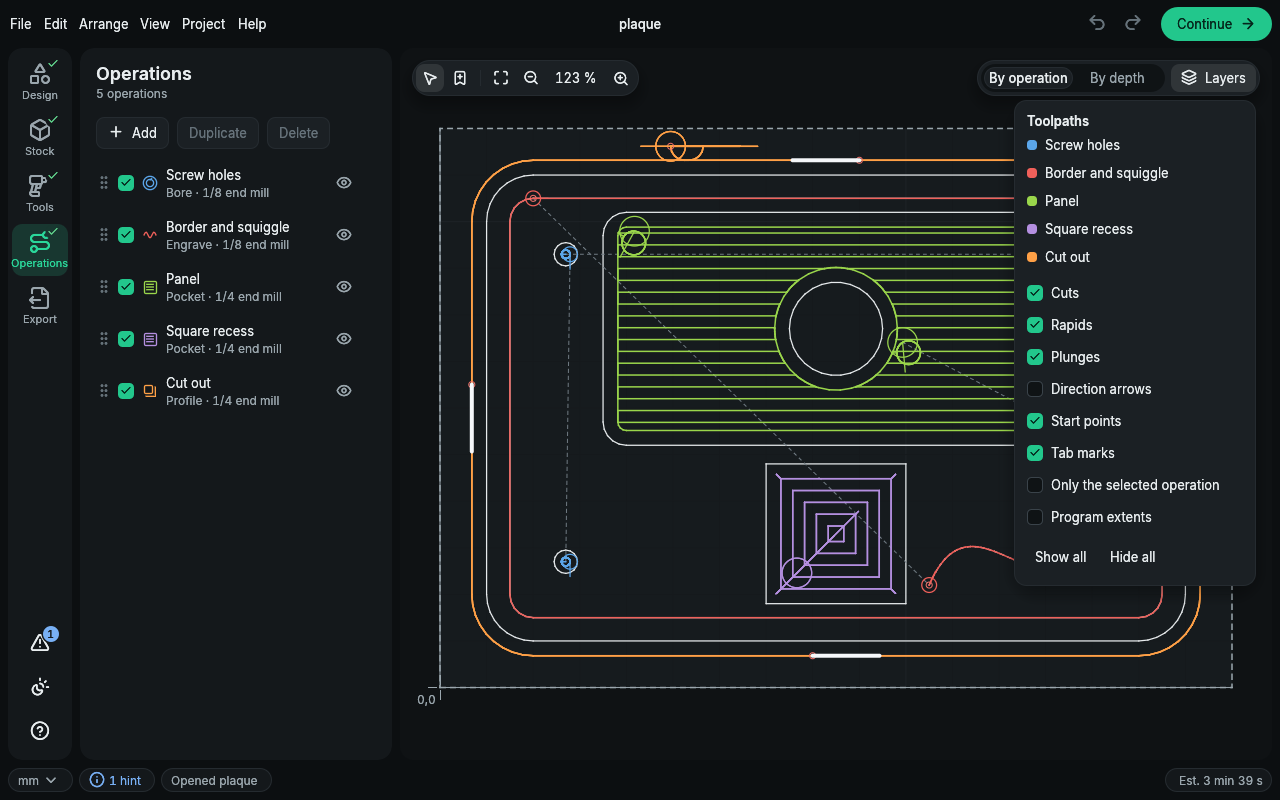 File Edit Arrange View Project Help
plaque
Continue
Design
Stock
Tools
Operations
Export
1
Operations
5 operations
Add
Duplicate
Delete
Screw holes
Bore · 1/8 end mill
Border and squiggle
Engrave · 1/8 end mill
Panel
Pocket · 1/4 end mill
Square recess
Pocket · 1/4 end mill
Cut out
Profile · 1/4 end mill
123 %
By operation
By depth
Layers
Toolpaths
Screw holes
Border and squiggle
Panel
Square recess
Cut out
Cuts
Rapids
Plunges
Direction arrows
Start points
Tab marks
Only the selected operation
Program extents
Show all
Hide all
0,0
mm
1 hint
Opened plaque
Est. 3 min 39 s